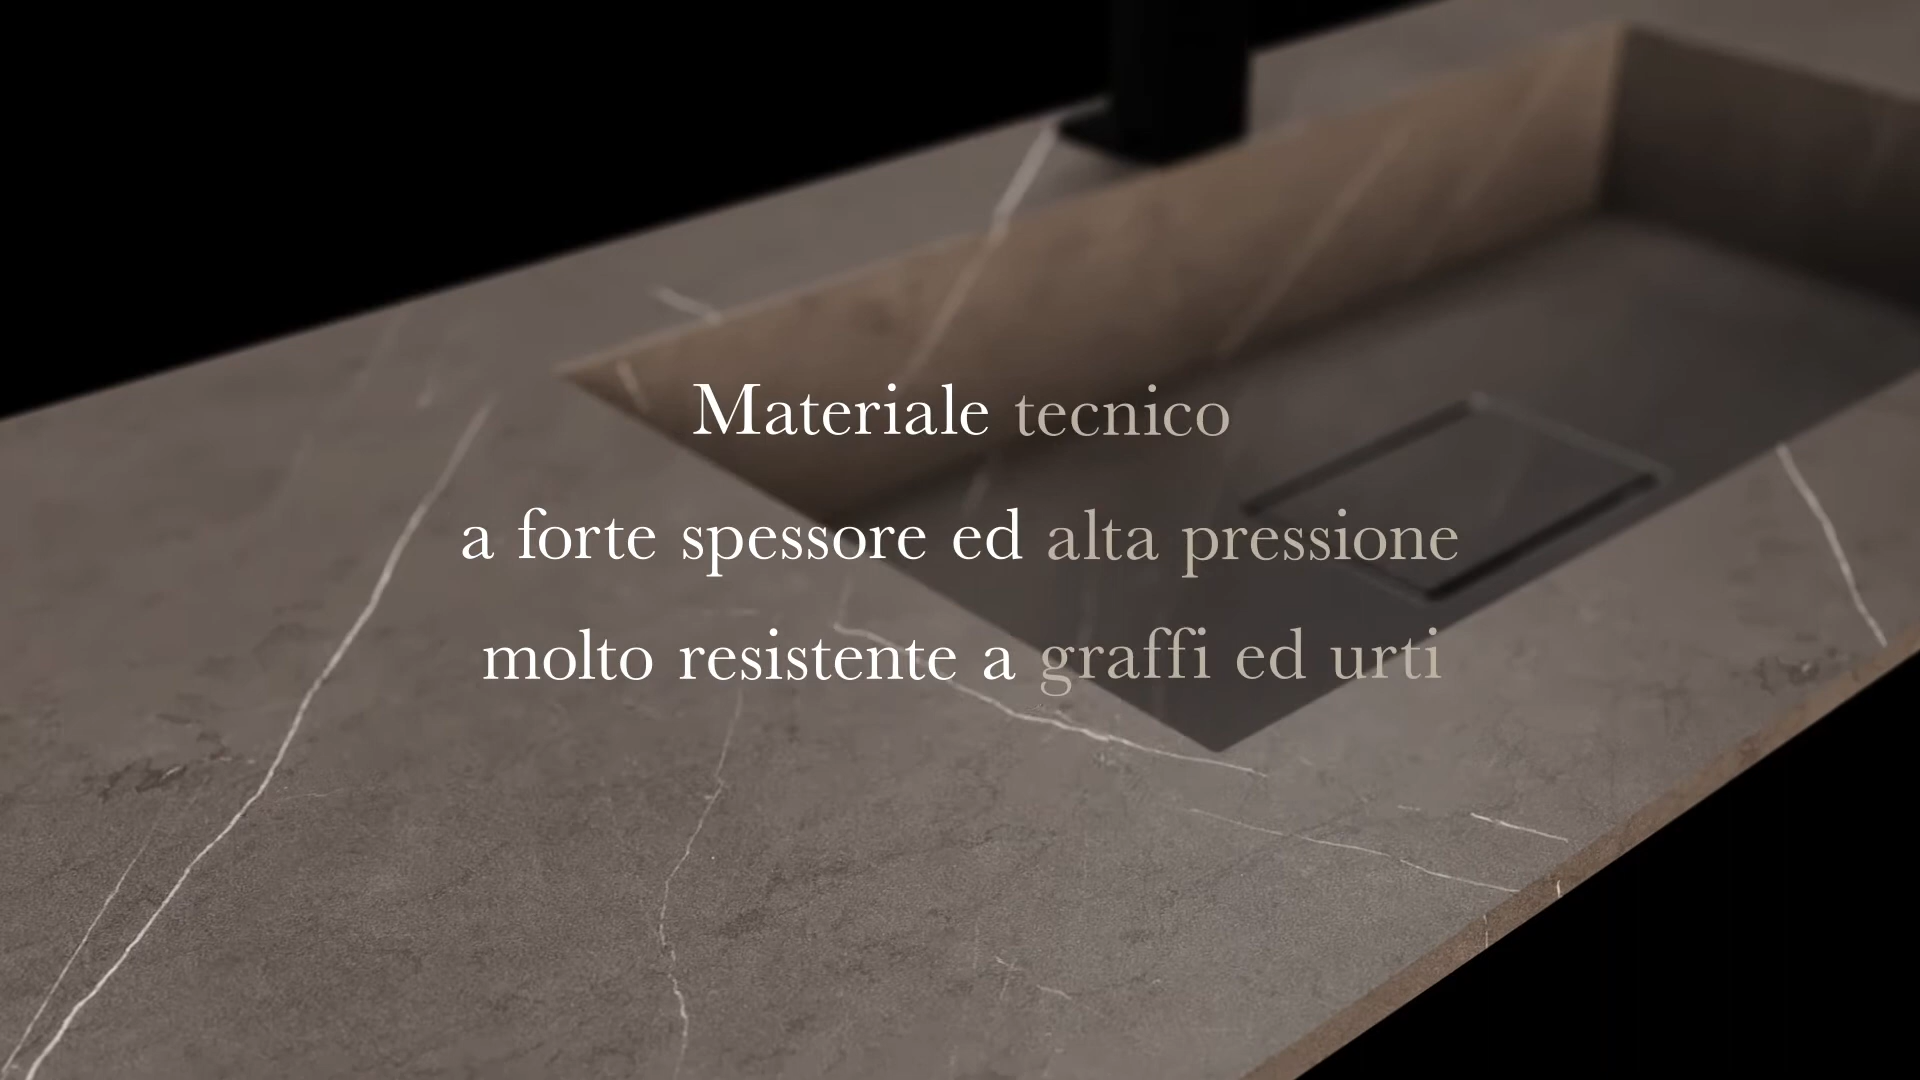 Materiale tecnico
a forte spessore ed alta pressione
molto resistente a graffi ed urti